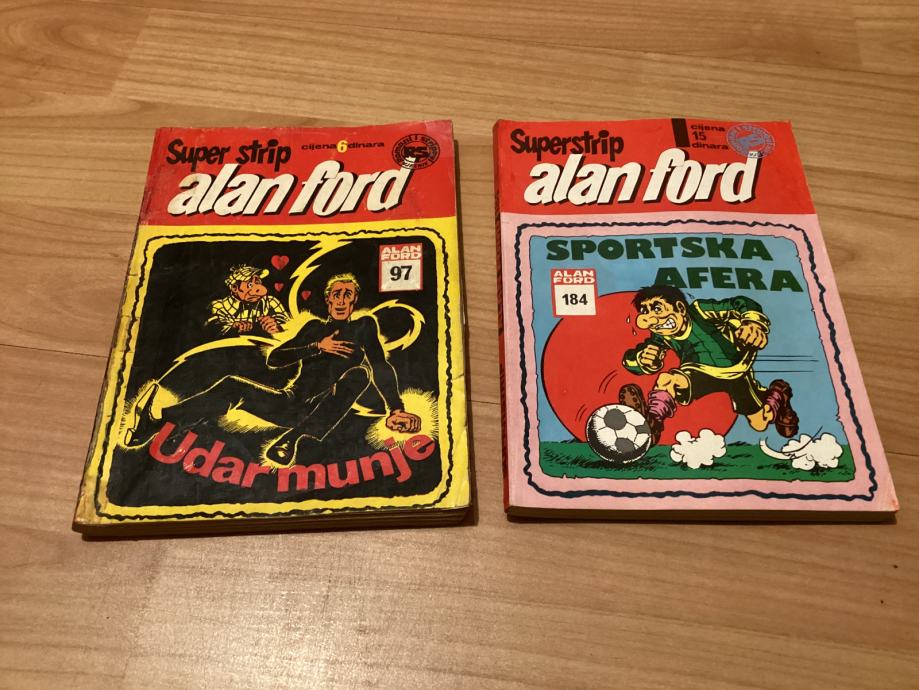 Super strip
cijena 6 dinara
RS
alan ford
ALAN
FORD
97
Udar munje
Superstrip
cijena
15
dinara
alan ford
SPORTSKA
AFERA
ALAN
FORD
184